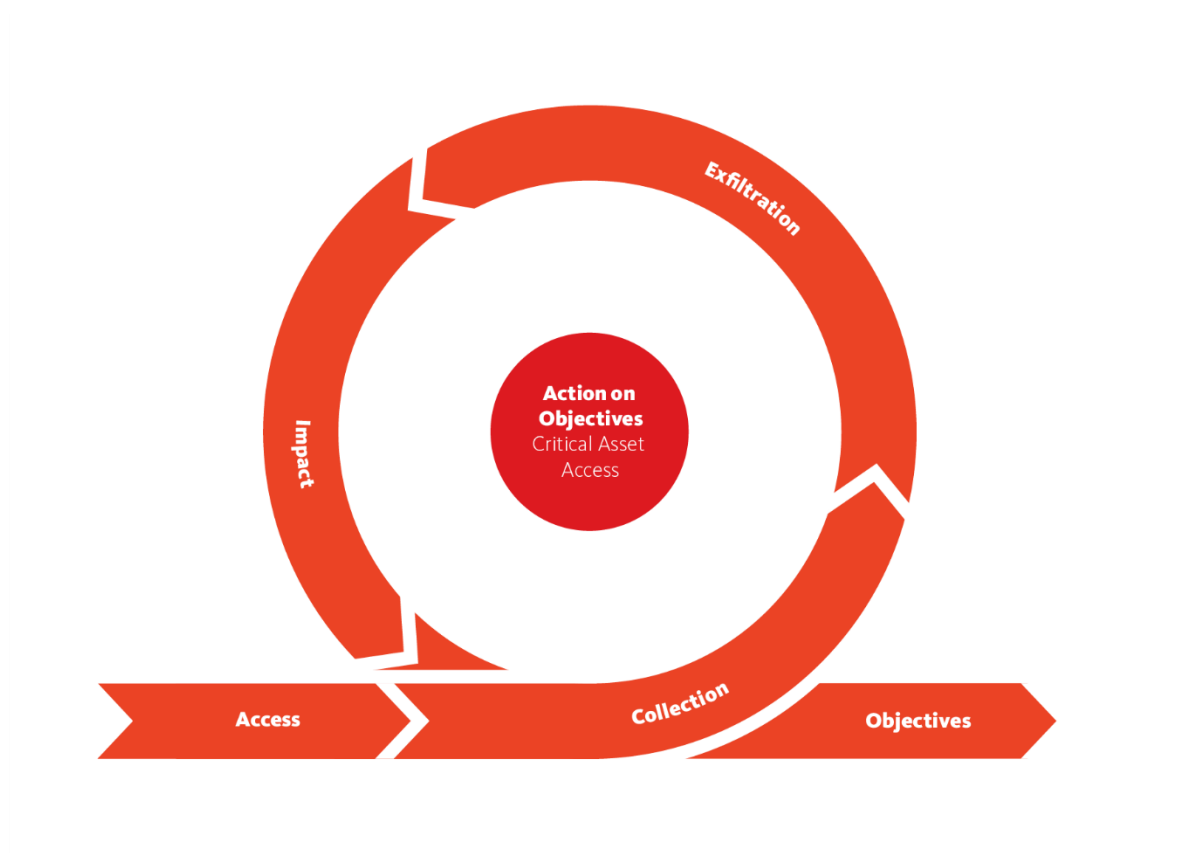 Exfiltration
Action on
Objectives
Critical Asset
Access
Impact
Collection
Access
Objectives